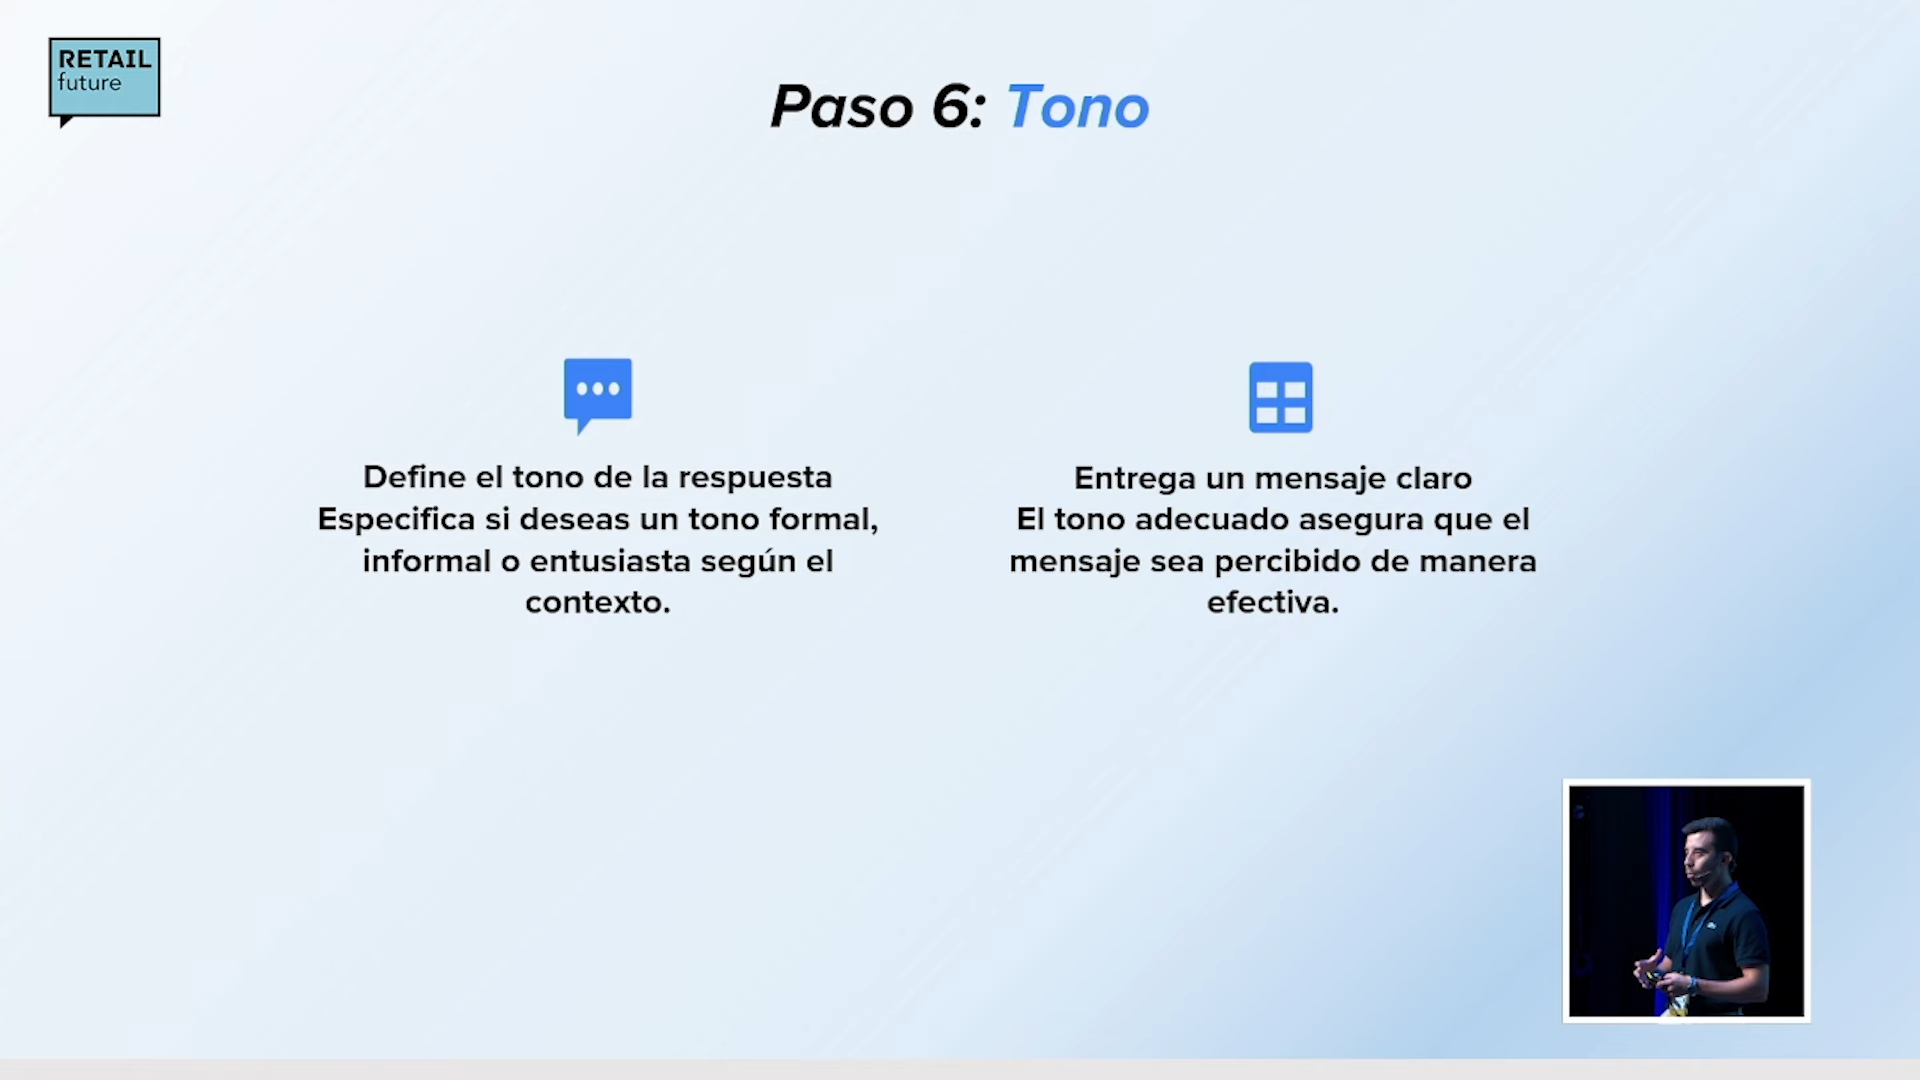 RETAIL
future
Paso 6: Tono
Define el tono de la respuesta
Especifica si deseas un tono formal,
informal o entusiasta según el
contexto.
Entrega un mensaje claro
El tono adecuado asegura que el
mensaje sea percibido de manera
efectiva.